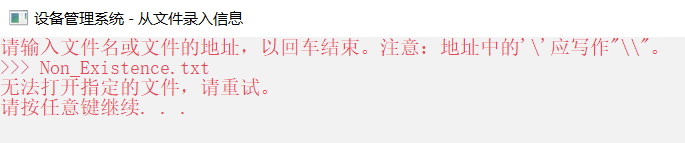 设备管理系统 - 从文件录入信息
请输入文件名或文件的地址，以回车结束。注意：地址中的'\'应写作"\\"。
>>> Non_Existence.txt
无法打开指定的文件，请重试。
请按任意键继续. . .